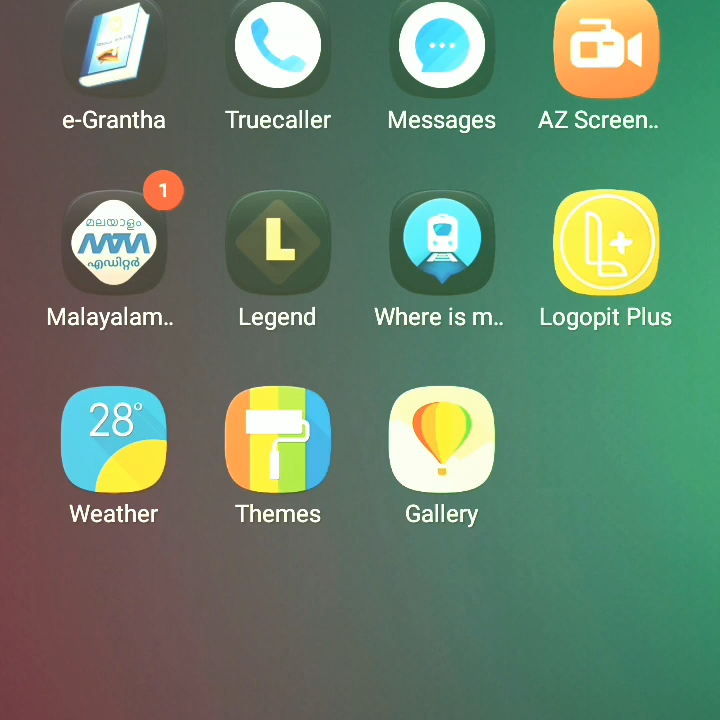 e-Grantha
Truecaller
Messages
AZ Screen..
1
മലയാളം
എഡിറ്റർ
Malayalam..
L
Legend
Where is m..
L+
Logopit Plus
28°
Weather
Themes
Gallery